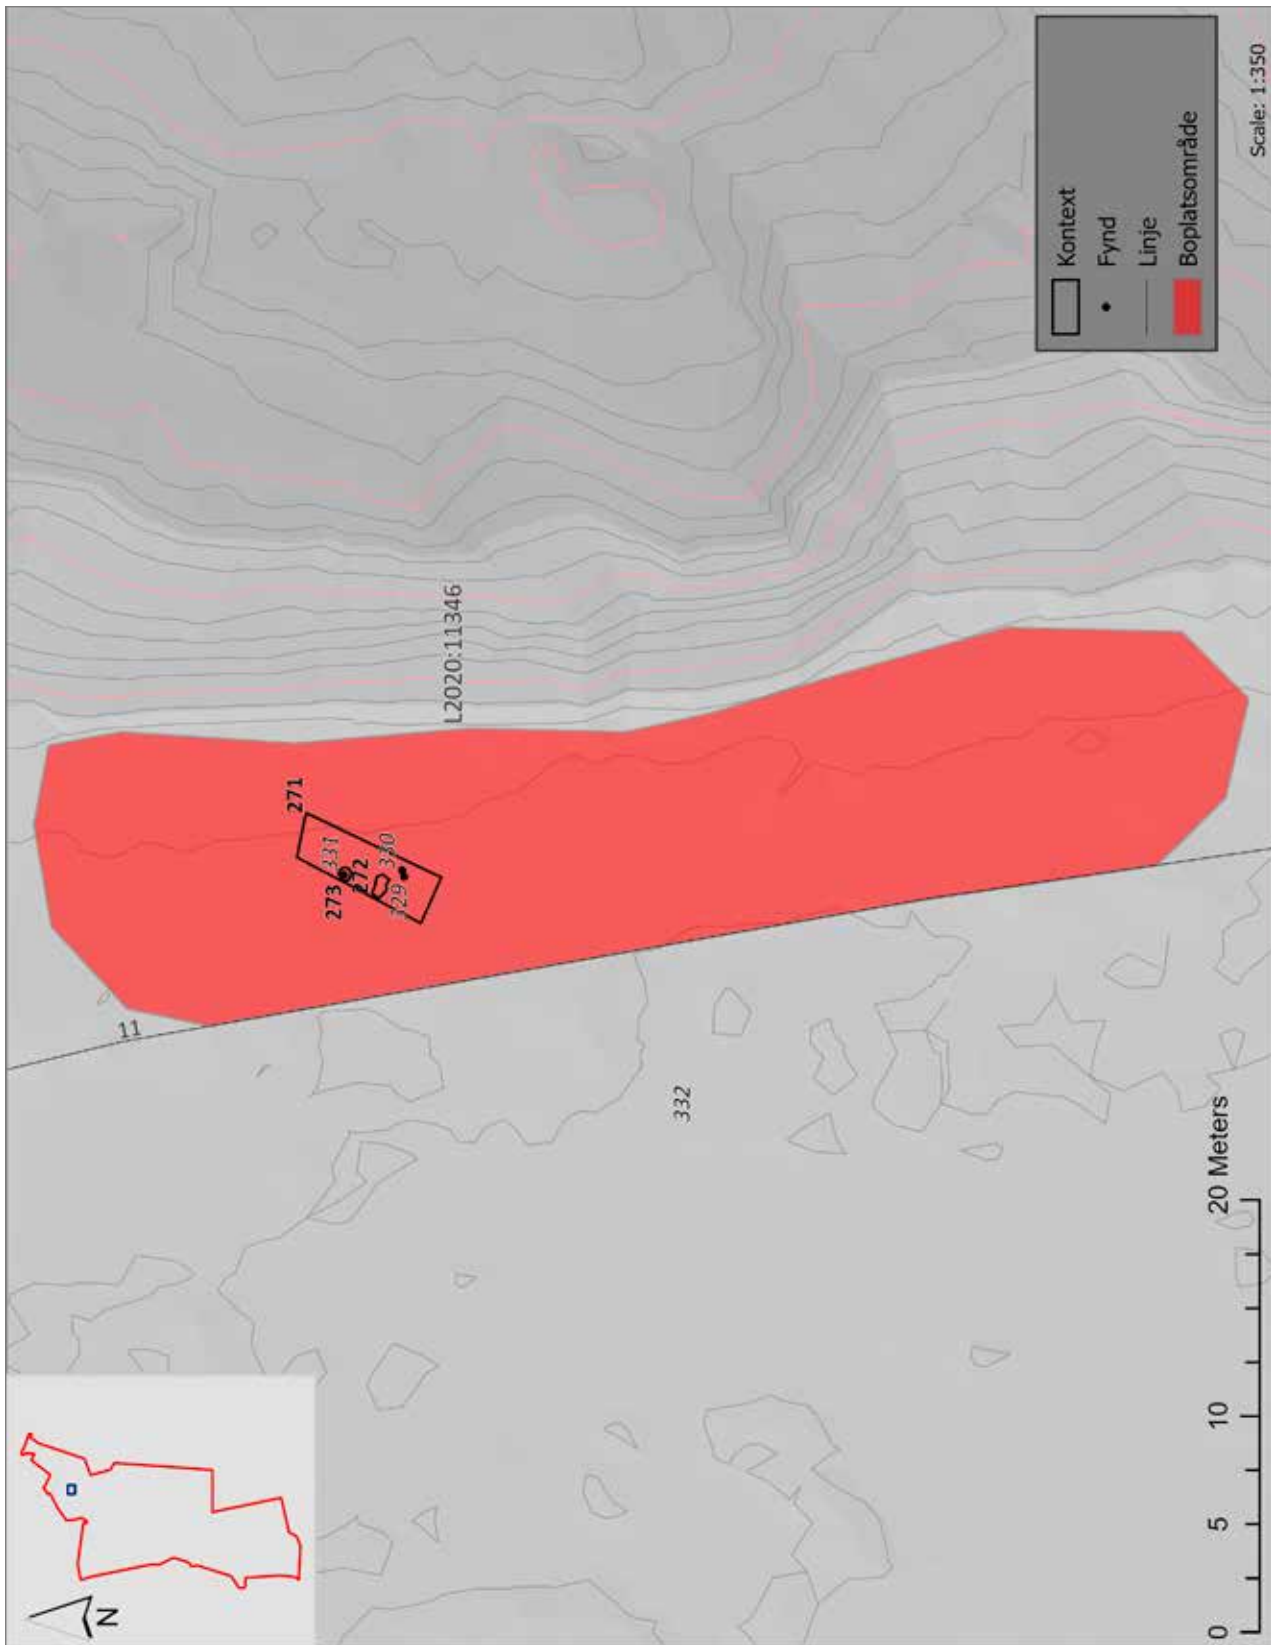 271
331
273
272
330
329
L2020:11346
11
332
Kontext
Fynd
Linje
Boplatsområde
Scale: 1:350
N
0 5 10 20 Meters